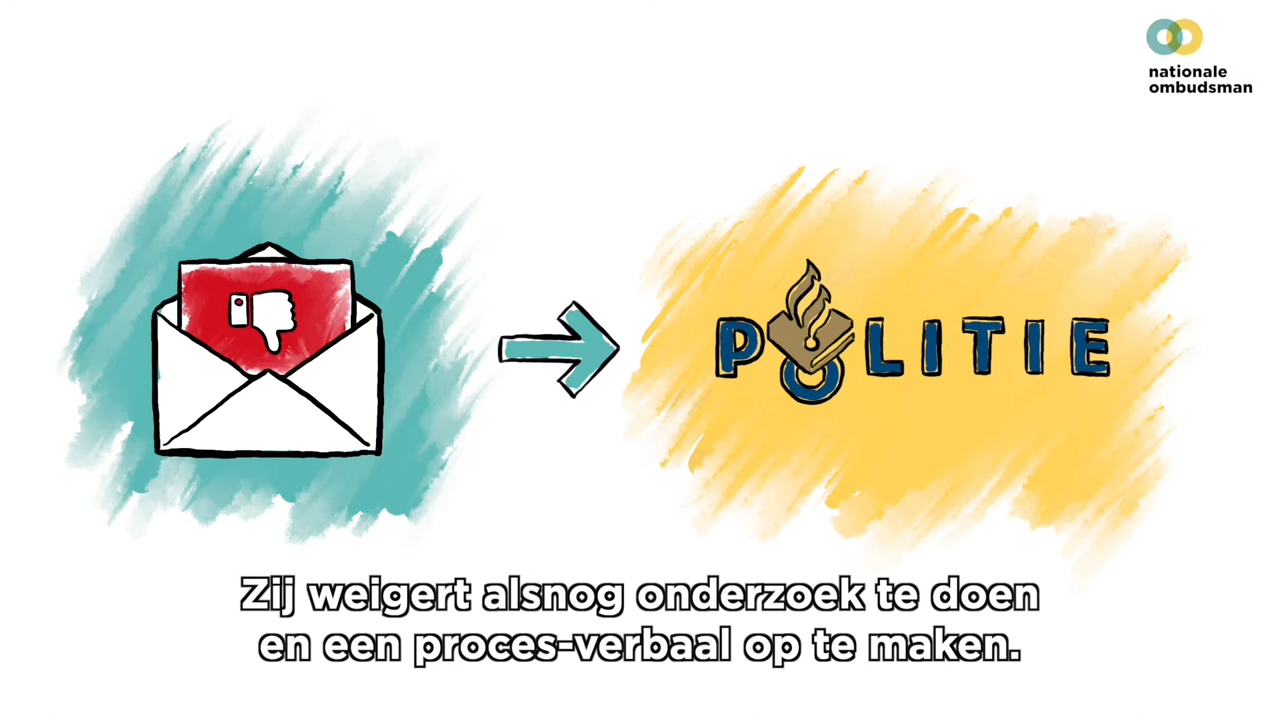 nationale
ombudsman
POLITIE
Zij weigert alsnog onderzoek te doen
en een proces-verbaal op te maken.